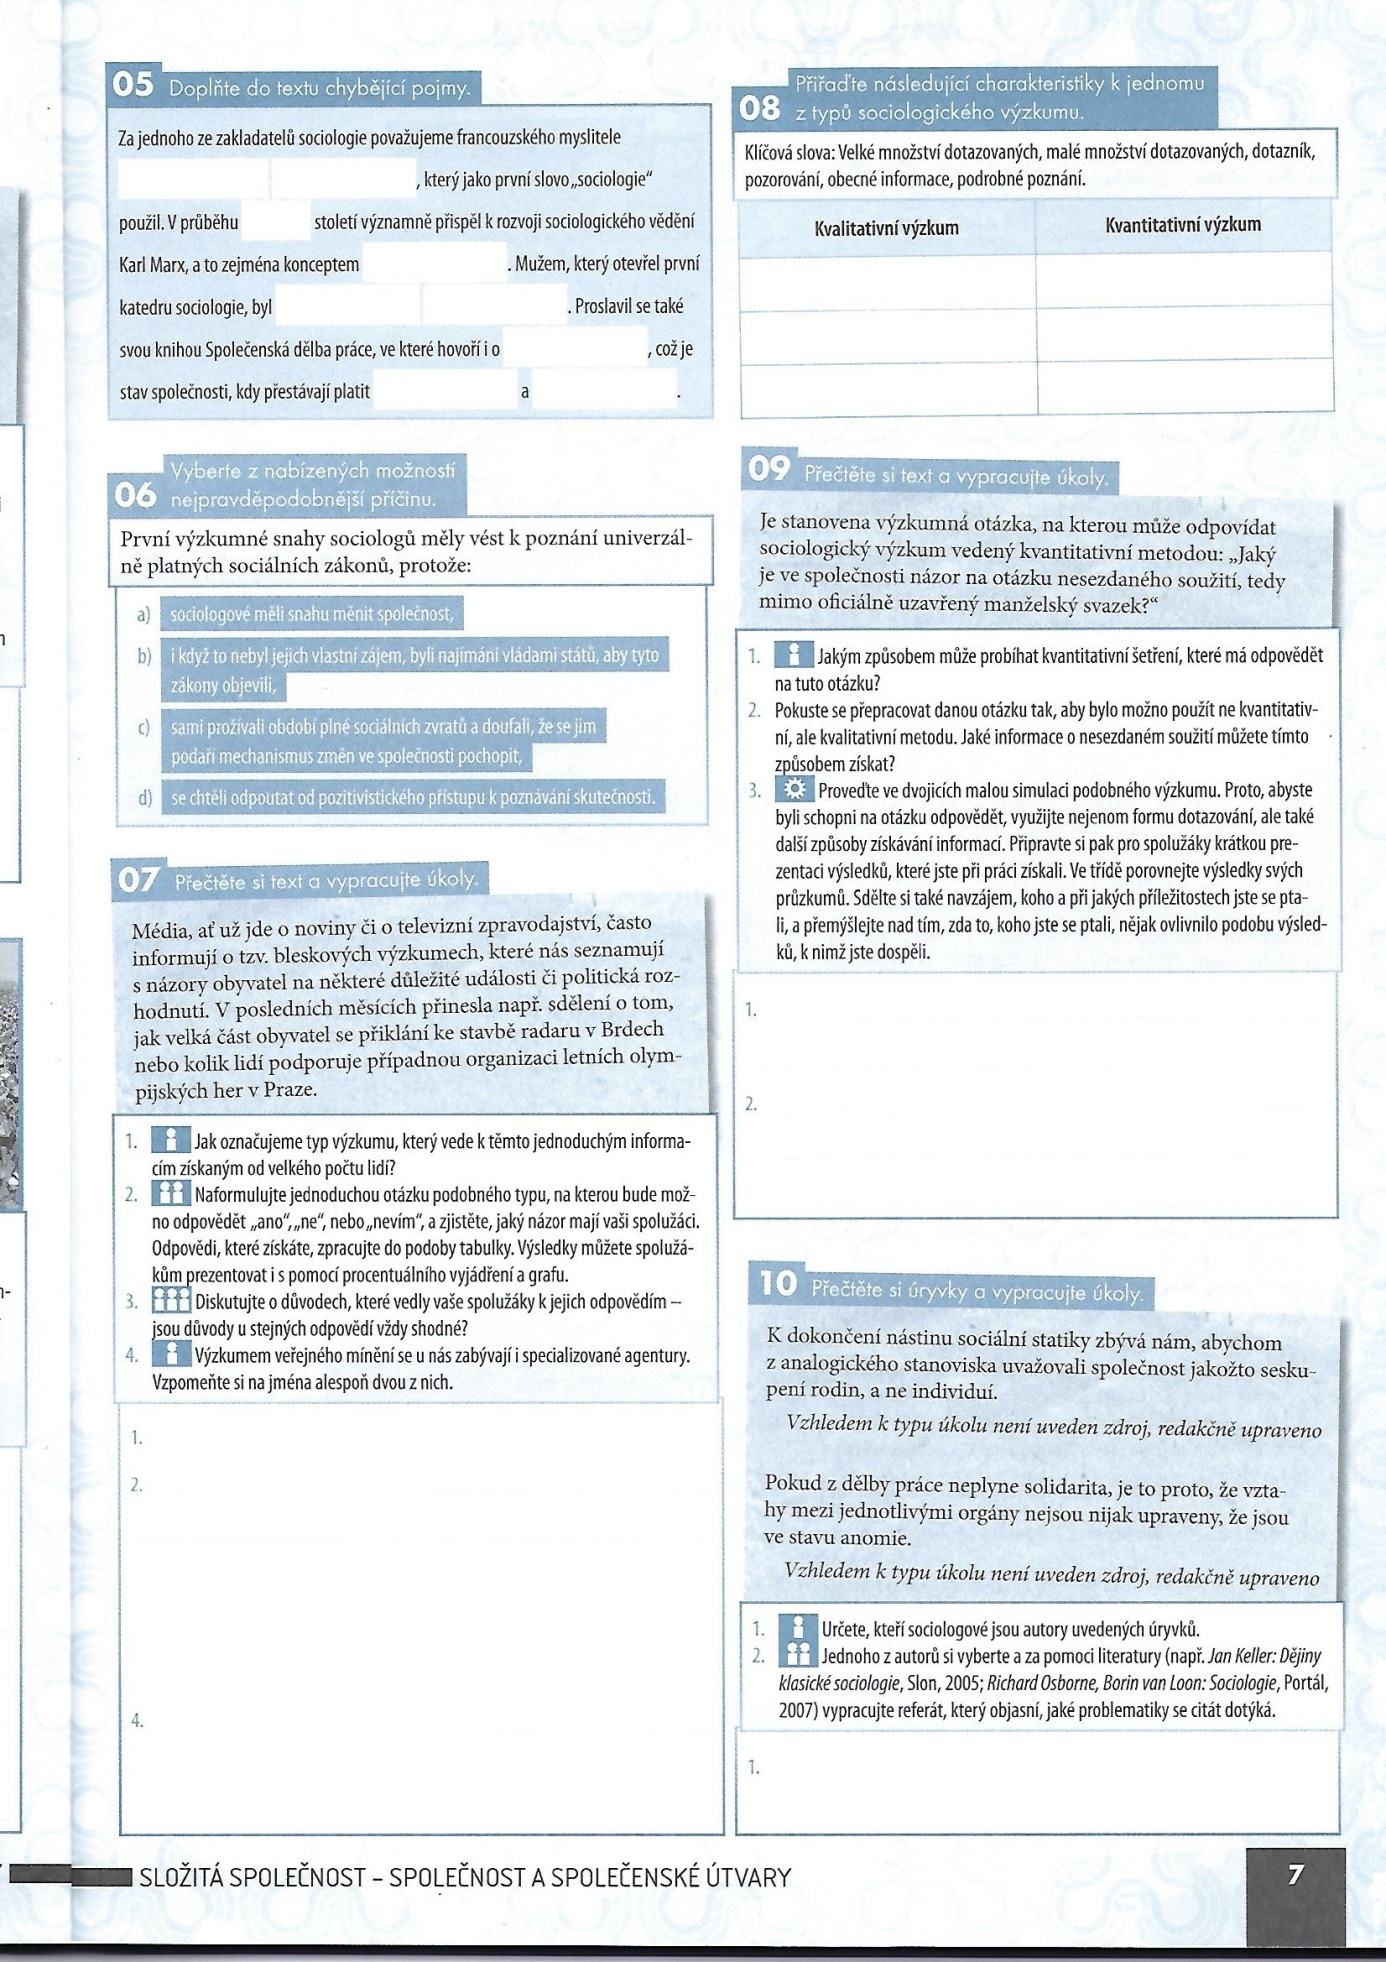 05 Doplňte do textu chybějící pojmy.
Za jednoho ze zakladatelů sociologie považujeme francouzského myslitele
, který jako první slovo „sociologie“
použil. V průběhu století významně přispěl k rozvoji sociologického vědění
Karl Marx, a to zejména konceptem . Mužem, který otevřel první
katedru sociologie, byl . Proslavil se také
svou knihou Společenská dělba práce, ve které hovoří i o , což je
stav společnosti, kdy přestávají platit a .
06 Vyberte z nabízených možností
nejpravděpodobnější příčinu.
První výzkumné snahy sociologů měly vést k poznání univerzál-
ně platných sociálních zákonů, protože:
a) sociologové měli snahu měnit společnost,
b) i když to nebyl jejich vlastní zájem, byli najímáni vládami států, aby tyto
zákony objevili,
c) sami prožívali období plné sociálních zvratů a doufali, že se jim
podaří mechanismus změn ve společnosti pochopit,
d) se chtěli odpoutat od pozitivistického přístupu k poznávání skutečnosti.
07 Přečtěte si text a vypracujte úkoly.
Média, ať už jde o noviny či o televizní zpravodajství, často
informují o tzv. bleskových výzkumech, které nás seznamují
s názory obyvatel na některé důležité události či politická roz-
hodnutí. V posledních měsících přinesla např. sdělení o tom,
jak velká část obyvatel se přiklání ke stavbě radaru v Brdech
nebo kolik lidí podporuje případnou organizaci letních olym-
pijských her v Praze.
1. Jak označujeme typ výzkumu, který vede k těmto jednoduchým informa-
cím získaným od velkého počtu lidí?
2. Naformulujte jednoduchou otázku podobného typu, na kterou bude mož-
no odpovědět „ano“, „ne“, nebo „nevím“, a zjistěte, jaký názor mají vaši spolužáci.
Odpovědi, které získáte, zpracujte do podoby tabulky. Výsledky můžete spolužá-
kům prezentovat i s pomocí procentuálního vyjádření a grafu.
3. Diskutujte o důvodech, které vedly vaše spolužáky k jejich odpovědím –
jsou důvody u stejných odpovědí vždy shodné?
4. Výzkumem veřejného mínění se u nás zabývají i specializované agentury.
Vzpomeňte si na jména alespoň dvou z nich.
1.
2.
4.
08 Přiřaďte následující charakteristiky k jednomu
z typů sociologického výzkumu.
Klíčová slova: Velké množství dotazovaných, malé množství dotazovaných, dotazník,
pozorování, obecné informace, podrobné poznání.
Kvalitativní výzkum Kvantitativní výzkum
09 Přečtěte si text a vypracujte úkoly.
Je stanovena výzkumná otázka, na kterou může odpovídat
sociologický výzkum vedený kvantitativní metodou: „Jaký
je ve společnosti názor na otázku nesezdaného soužití, tedy
mimo oficiálně uzavřený manželský svazek?“
1. Jakým způsobem může probíhat kvantitativní šetření, které má odpovědět
na tuto otázku?
2. Pokuste se přepracovat danou otázku tak, aby bylo možno použít ne kvantitativ-
ní, ale kvalitativní metodu. Jaké informace o nesezdaném soužití můžete tímto
způsobem získat?
3. Proveďte ve dvojicích malou simulaci podobného výzkumu. Proto, abyste
byli schopni na otázku odpovědět, využijte nejenom formu dotazování, ale také
další způsoby získávání informací. Připravte si pak pro spolužáky krátkou pre-
zentaci výsledků, které jste při práci získali. Ve třídě porovnejte výsledky svých
průzkumů. Sdělte si také navzájem, koho a při jakých příležitostech jste se pta-
li, a přemýšlejte nad tím, zda to, koho jste se ptali, nějak ovlivnilo podobu výsled-
ků, k nimž jste dospěli.
1.
2.
10 Přečtěte si úryvky a vypracujte úkoly.
K dokončení nástinu sociální statiky zbývá nám, abychom
z analogického stanoviska uvažovali společnost jakožto sesku-
pení rodin, a ne individuí.
Vzhledem k typu úkolu není uveden zdroj, redakčně upraveno
Pokud z dělby práce neplyne solidarita, je to proto, že vzta-
hy mezi jednotlivými orgány nejsou nijak upraveny, že jsou
ve stavu anomie.
Vzhledem k typu úkolu není uveden zdroj, redakčně upraveno
1. Určete, kteří sociologové jsou autory uvedených úryvků.
2. Jednoho z autorů si vyberte a za pomoci literatury (např. Jan Keller: Dějiny
klasické sociologie, Slon, 2005; Richard Osborne, Borin van Loon: Sociologie, Portál,
2007) vypracujte referát, který objasní, jaké problematiky se citát dotýká.
1.
SLOŽITÁ SPOLEČNOST – SPOLEČNOST A SPOLEČENSKÉ ÚTVARY
7